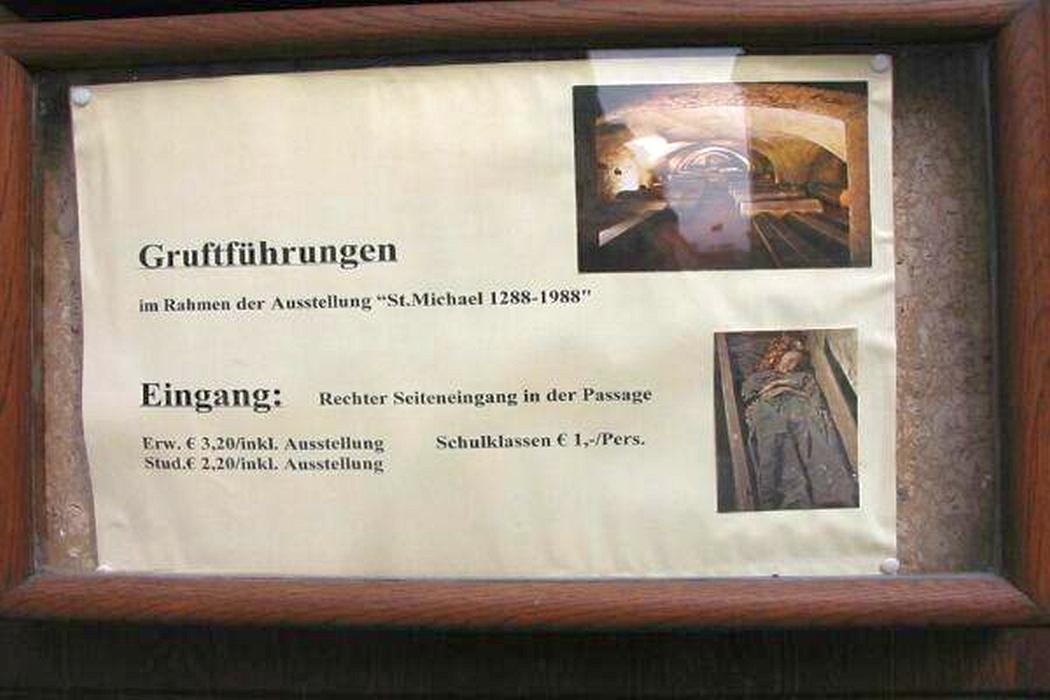 Gruftführungen
im Rahmen der Ausstellung “St.Michael 1288-1988"
Eingang: Rechter Seiteneingang in der Passage
Erw. € 3,20/inkl. Ausstellung Schulklassen € 1,-/Pers.
Stud.€ 2,20/inkl. Ausstellung